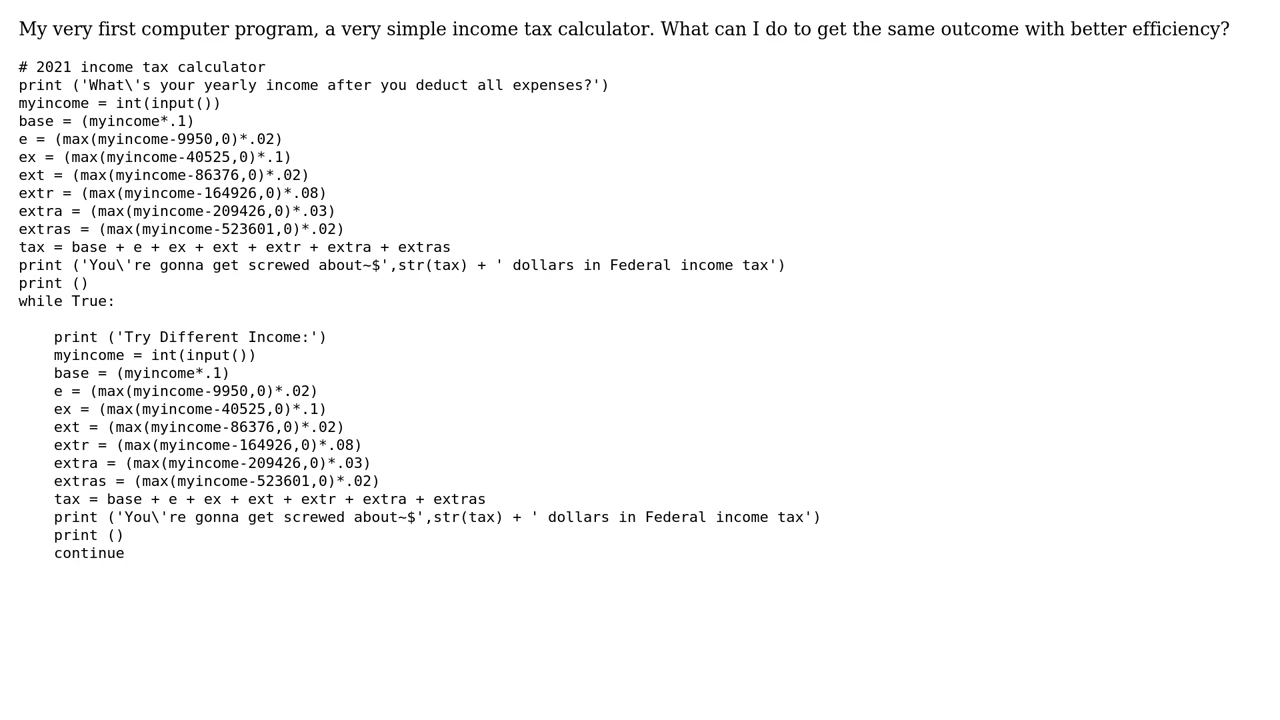 My very first computer program, a very simple income tax calculator. What can I do to get the same outcome with better efficiency?
# 2021 income tax calculator
print ('What\'s your yearly income after you deduct all expenses?')
myincome = int(input())
base = (myincome*.1)
e = (max(myincome-9950,0)*.02)
ex = (max(myincome-40525,0)*.1)
ext = (max(myincome-86376,0)*.02)
extr = (max(myincome-164926,0)*.08)
extra = (max(myincome-209426,0)*.03)
extras = (max(myincome-523601,0)*.02)
tax = base + e + ex + ext + extr + extra + extras
print ('You\'re gonna get screwed about~$',str(tax) + ' dollars in Federal income tax')
print ()
while True:
    print ('Try Different Income:')
    myincome = int(input())
    base = (myincome*.1)
    e = (max(myincome-9950,0)*.02)
    ex = (max(myincome-40525,0)*.1)
    ext = (max(myincome-86376,0)*.02)
    extr = (max(myincome-164926,0)*.08)
    extra = (max(myincome-209426,0)*.03)
    extras = (max(myincome-523601,0)*.02)
    tax = base + e + ex + ext + extr + extra + extras
    print ('You\'re gonna get screwed about~$',str(tax) + ' dollars in Federal income tax')
    print ()
    continue